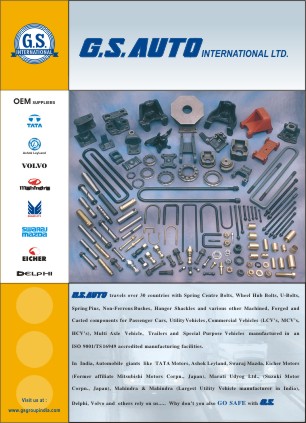 G.S.
INTERNATIONAL
G.S. AUTO INTERNATIONAL LTD.
OEM SUPPLIERS
TATA
Ashok Leyland
VOLVO
Mahindra
MARUTI
SWARAJ
MAZDA
EICHER
DELPHI
G.S. AUTO travels over 30 countries with Spring Centre Bolts, Wheel Hub Bolts, U-Bolts,
Spring Pins, Non-Ferrous Bushes, Hanger Shackles and various other Machined, Forged and
Casted components for Passenger Cars, Utility Vehicles, Commercial Vehicles (LCV's, MCV's,
HCV's), Multi Axle Vehicle, Trailers and Special Purpose Vehicles manufactured in an
ISO 9001/TS 16949 accredited manufacturing facilities.
In India, Automobile giants like TATA Motors, Ashok Leyland, Swaraj Mazda, Eicher Motors
(Former affiliate Mitsubishi Motors Corpn., Japan), Maruti Udyog Ltd., (Suzuki Motor
Corpn., Japan), Mahindra & Mahindra (Largest Utility Vehicle manufacturer in India),
Delphi, Volvo and others rely on us..... Why don't you also GO SAFE with G.S.
Visit us at :
www.gsgroupindia.com